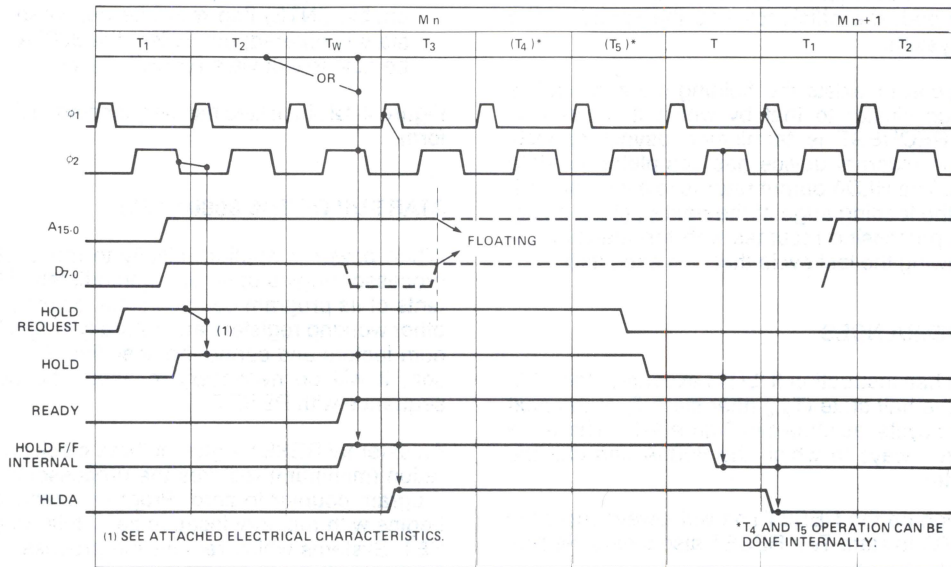 Mn Mn + 1
T1 T2 TW T3 (T4)* (T5)* T T1 T2
OR
φ1
φ2
A15-0
FLOATING
D7-0
HOLD
REQUEST
(1)
HOLD
READY
HOLD F/F
INTERNAL
HLDA
(1) SEE ATTACHED ELECTRICAL CHARACTERISTICS.
*T4 AND T5 OPERATION CAN BE
DONE INTERNALLY.